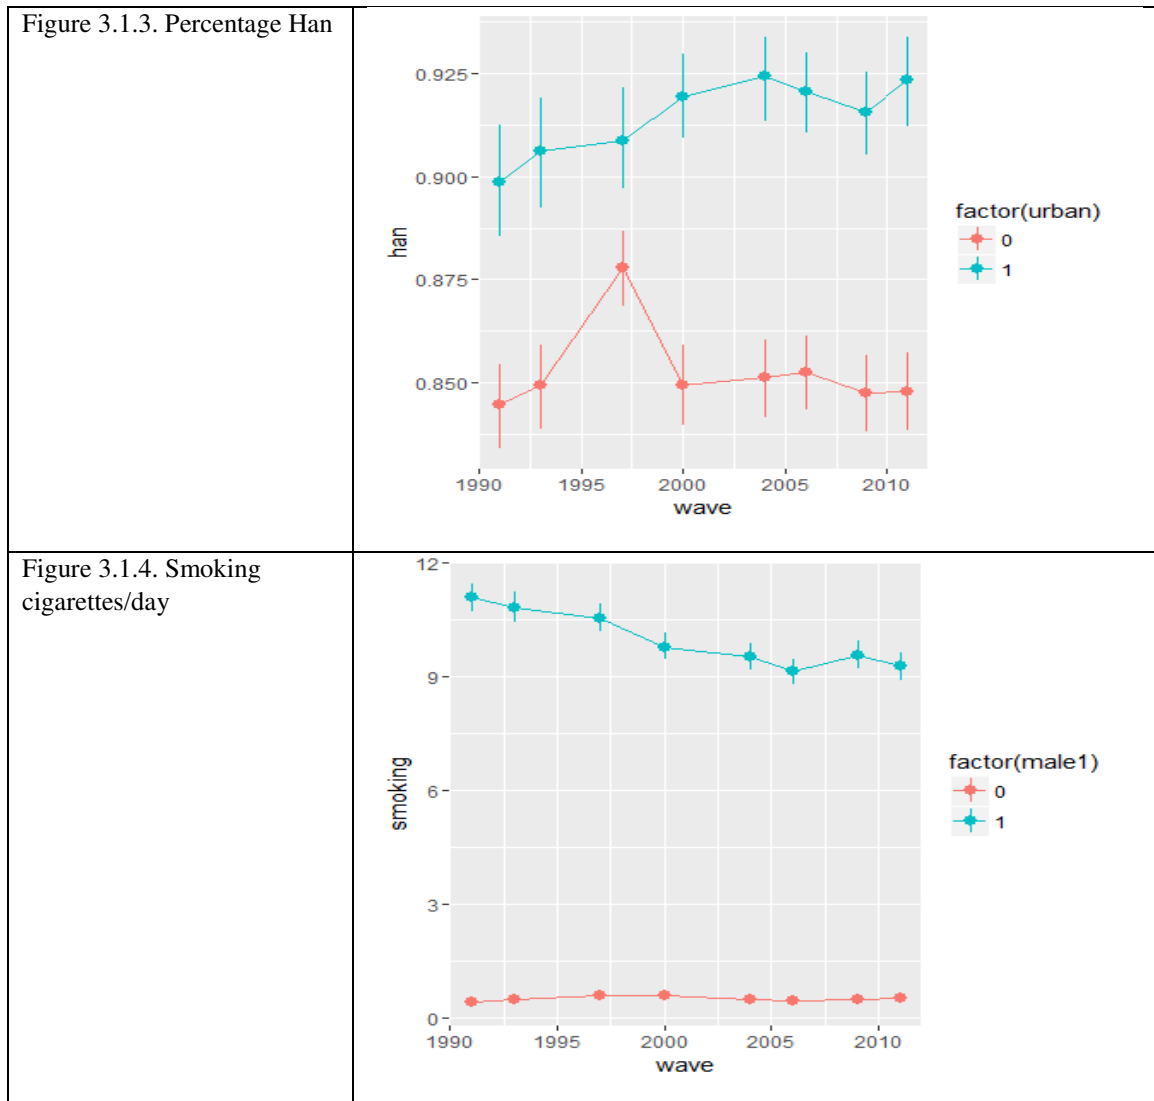 Figure 3.1.3. Percentage Han
0.925
0.900
0.875
0.850
han
1990 1995 2000 2005 2010
wave
factor(urban)
0
1
Figure 3.1.4. Smoking
cigarettes/day
12
9
6
3
0
smoking
1990 1995 2000 2005 2010
wave
factor(male1)
0
1